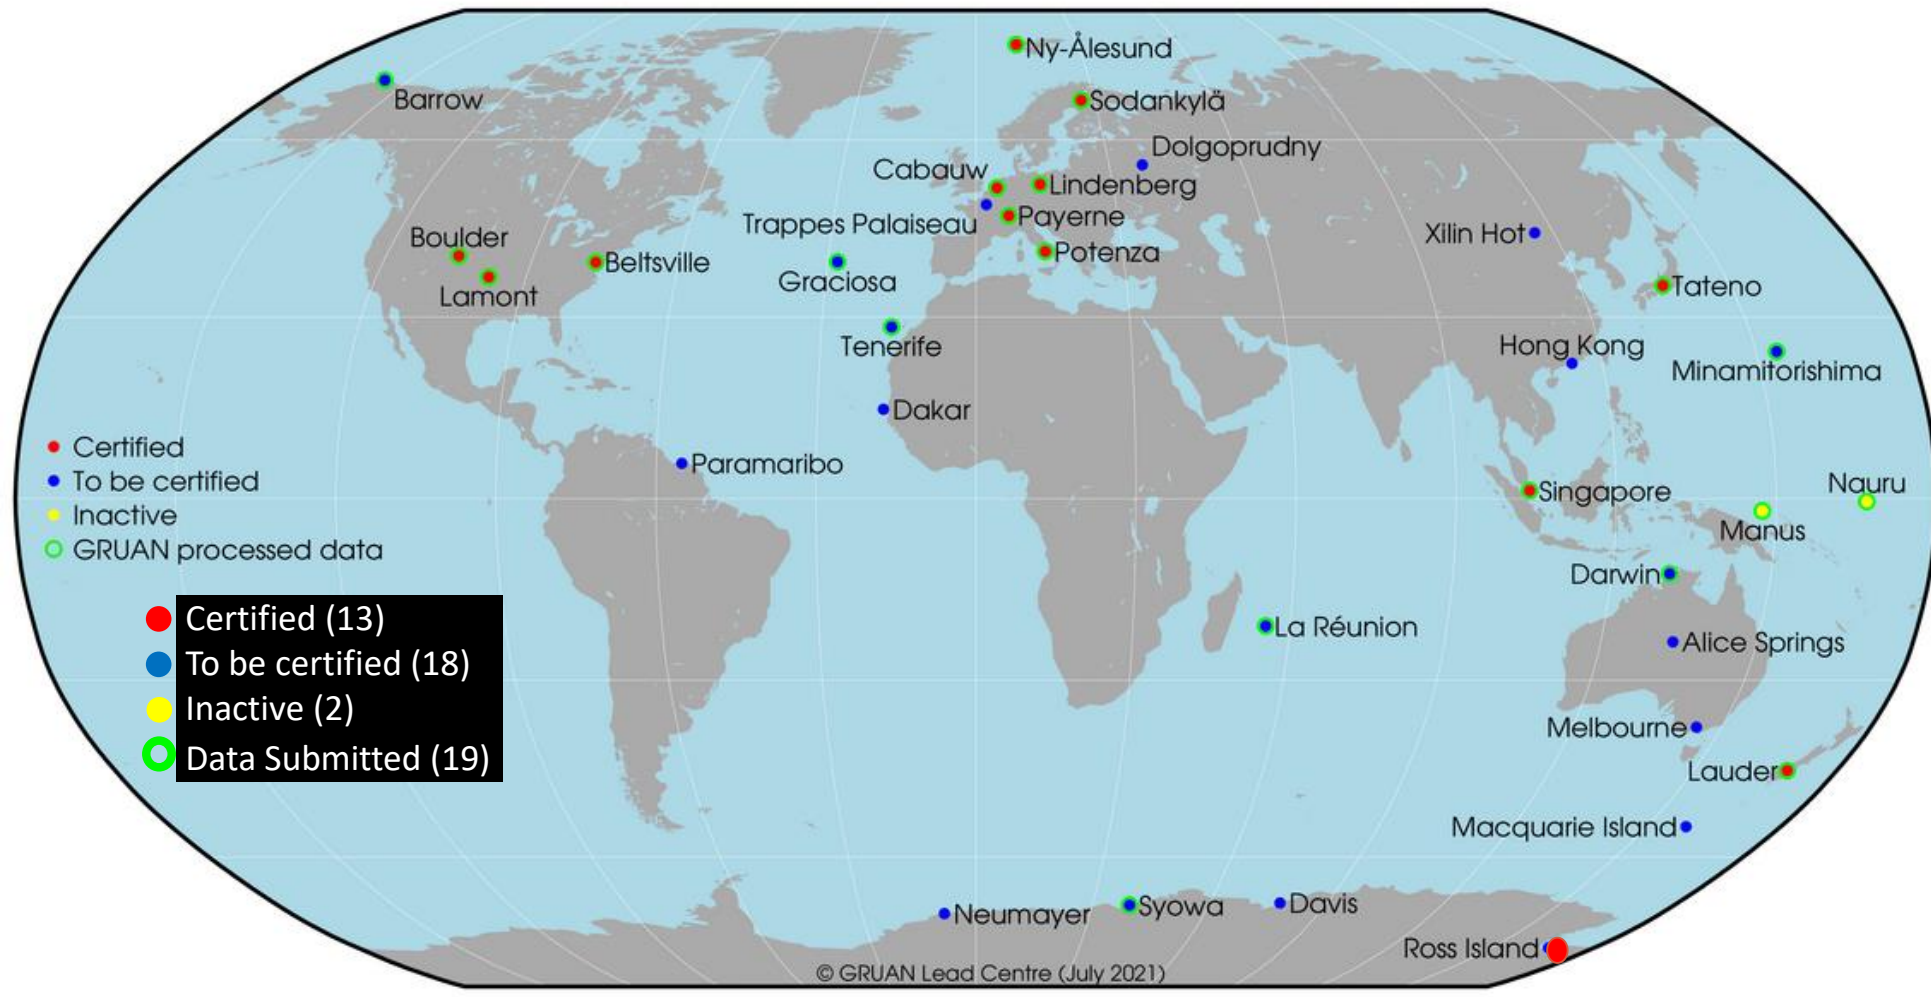 Ny-Ålesund
Barrow
Sodankylä
Dolgoprudny
Cabauw
Lindenberg
Trappes Palaiseau
Payerne
Xilin Hot
Boulder
Beltsville
Potenza
Graciosa
Lamont
Tateno
Tenerife
Hong Kong
Minamitorishima
Dakar
Certified
Paramaribo
To be certified
Singapore
Nauru
Inactive
Manus
GRUAN processed data
Darwin
Certified (13)
La Réunion
Alice Springs
To be certified (18)
Inactive (2)
Melbourne
Data Submitted (19)
Lauder
Macquarie Island
Neumayer
Syowa
Davis
Ross Island
© GRUAN Lead Centre (July 2021)